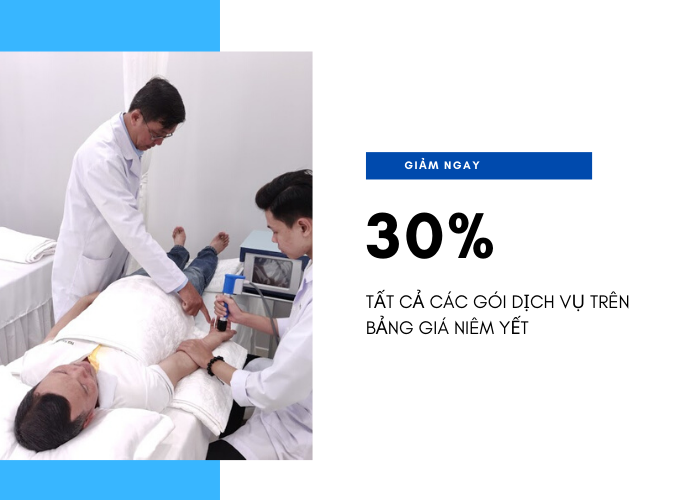 GIẢM NGAY
30%
TẤT CẢ CÁC GÓI DỊCH VỤ TRÊN
BẢNG GIÁ NIÊM YẾT